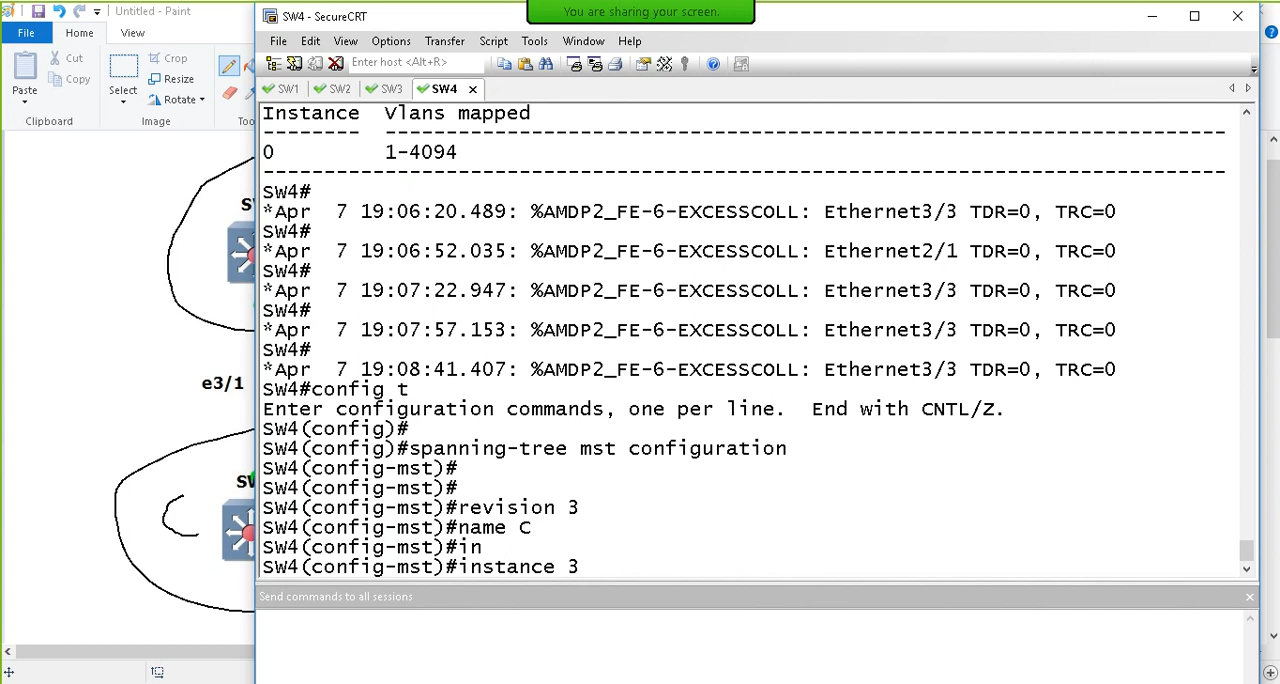 Untitled - Paint
File
Home
View
Paste
Cut
Copy
Clipboard
Select
Crop
Resize
Rotate
Image
Too
e3/1
You are sharing your screen.
SW4 - SecureCRT
File Edit View Options Transfer Script Tools Window Help
Enter host <Alt+R>
SW1 SW2 SW3 SW4
Instance  Vlans mapped
--------  ---------------------------------------------------------------------
0         1-4094
-------------------------------------------------------------------------------
SW4#
*Apr  7 19:06:20.489: %AMDP2_FE-6-EXCESSCOLL: Ethernet3/3 TDR=0, TRC=0
SW4#
*Apr  7 19:06:52.035: %AMDP2_FE-6-EXCESSCOLL: Ethernet2/1 TDR=0, TRC=0
SW4#
*Apr  7 19:07:22.947: %AMDP2_FE-6-EXCESSCOLL: Ethernet3/3 TDR=0, TRC=0
SW4#
*Apr  7 19:07:57.153: %AMDP2_FE-6-EXCESSCOLL: Ethernet3/3 TDR=0, TRC=0
SW4#
*Apr  7 19:08:41.407: %AMDP2_FE-6-EXCESSCOLL: Ethernet3/3 TDR=0, TRC=0
SW4#config t
Enter configuration commands, one per line.  End with CNTL/Z.
SW4(config)#
SW4(config)#spanning-tree mst configuration
SW4(config-mst)#
SW4(config-mst)#
SW4(config-mst)#revision 3
SW4(config-mst)#name C
SW4(config-mst)#in
SW4(config-mst)#instance 3
Send commands to all sessions